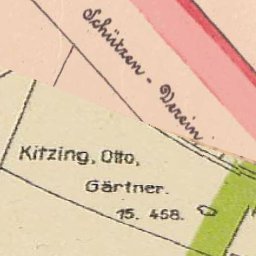 Schützen - Verein
Kitzing, Otto,
Gärtner.
15. 458.